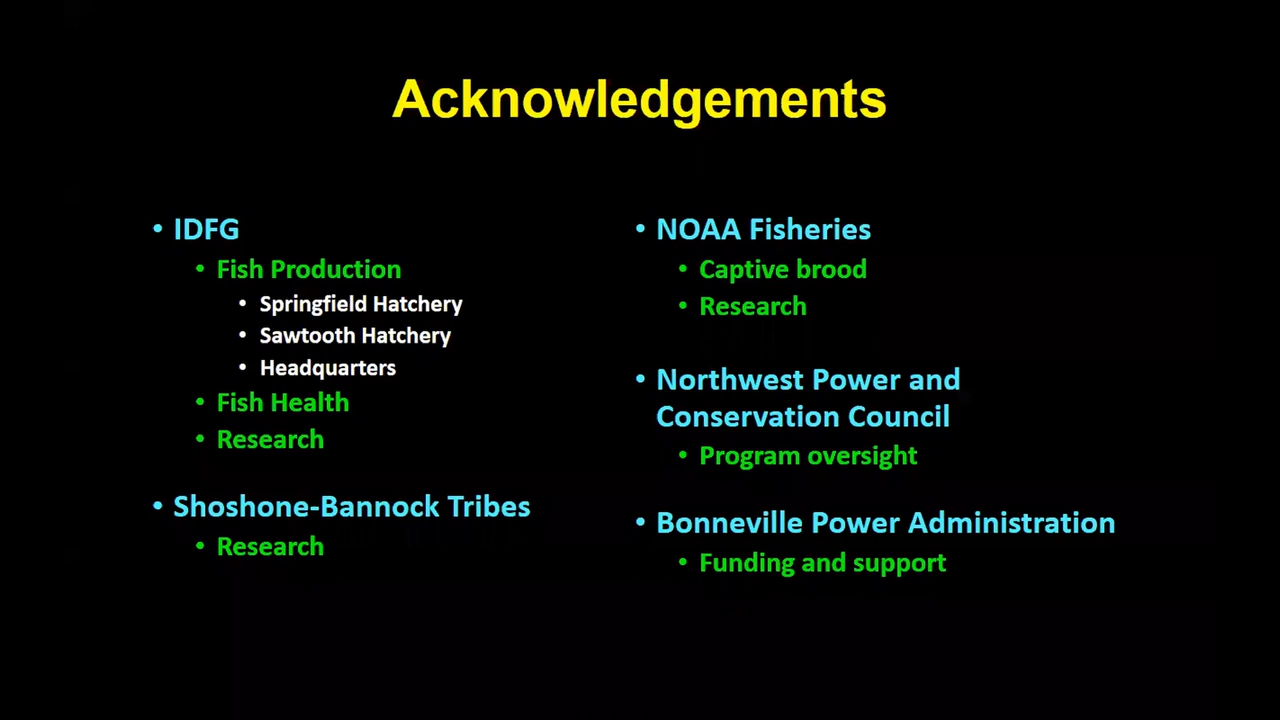 Acknowledgements
• IDFG
• Fish Production
• Springfield Hatchery
• Sawtooth Hatchery
• Headquarters
• Fish Health
• Research
• Shoshone-Bannock Tribes
• Research
• NOAA Fisheries
• Captive brood
• Research
• Northwest Power and
Conservation Council
• Program oversight
• Bonneville Power Administration
• Funding and support